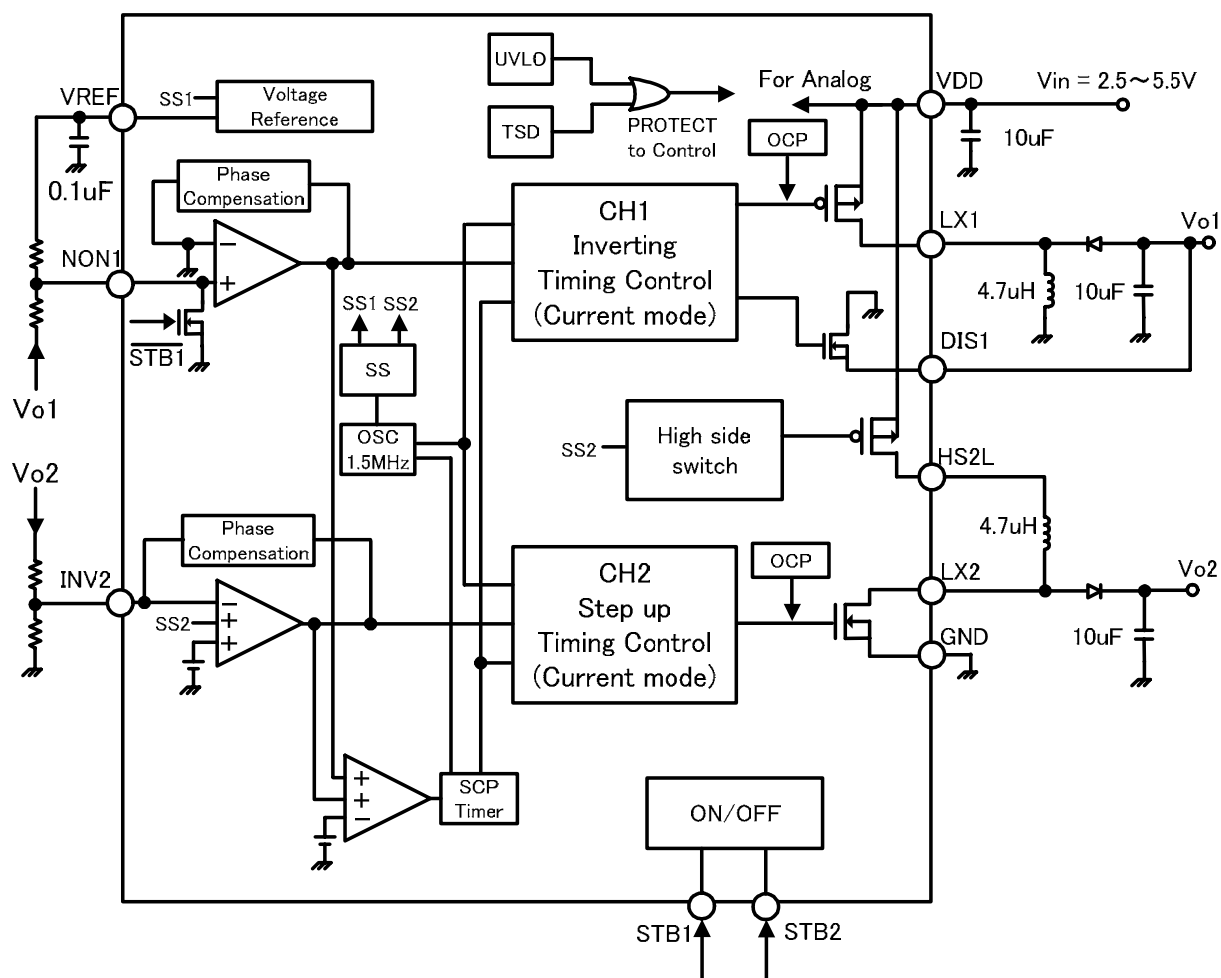 UVLO
TSD
PROTECT
to Control
For Analog
VDD
Vin = 2.5～5.5V
10uF
VREF
SS1
Voltage
Reference
0.1uF
Phase
Compensation
OCP
CH1
Inverting
Timing Control
(Current mode)
LX1
Vo1
4.7uH
10uF
NON1
−
+
STB1
Vo1
SS1
SS2
SS
OSC
1.5MHz
DIS1
SS2
High side
switch
HS2L
4.7uH
Vo2
Phase
Compensation
INV2
−
SS2
+
+
CH2
Step up
Timing Control
(Current mode)
OCP
LX2
Vo2
10uF
GND
+
+
−
SCP
Timer
ON/OFF
STB1
STB2